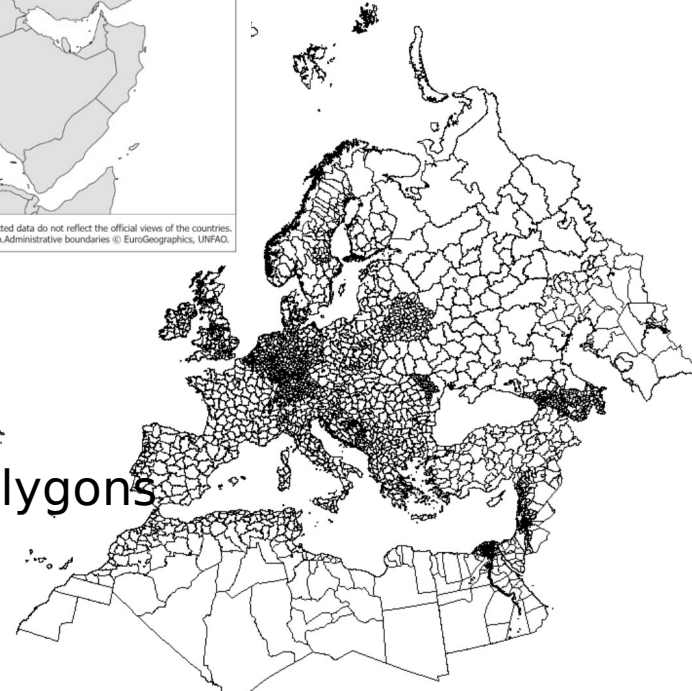 ted data do not reflect the official views of the countries.
.Administrative boundaries © EuroGeographics, UNFAO.
lygons